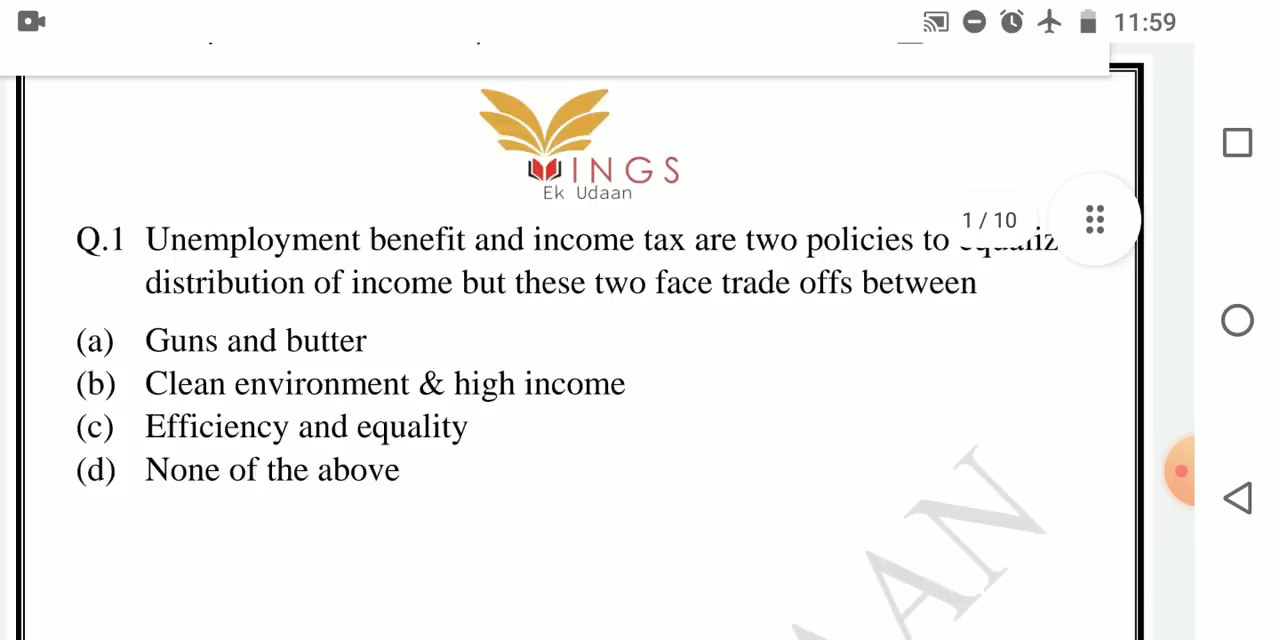 11:59
WINGS
Ek Udaan
1 / 10
Q.1 Unemployment benefit and income tax are two policies to
distribution of income but these two face trade offs between
(a) Guns and butter
(b) Clean environment & high income
(c) Efficiency and equality
(d) None of the above